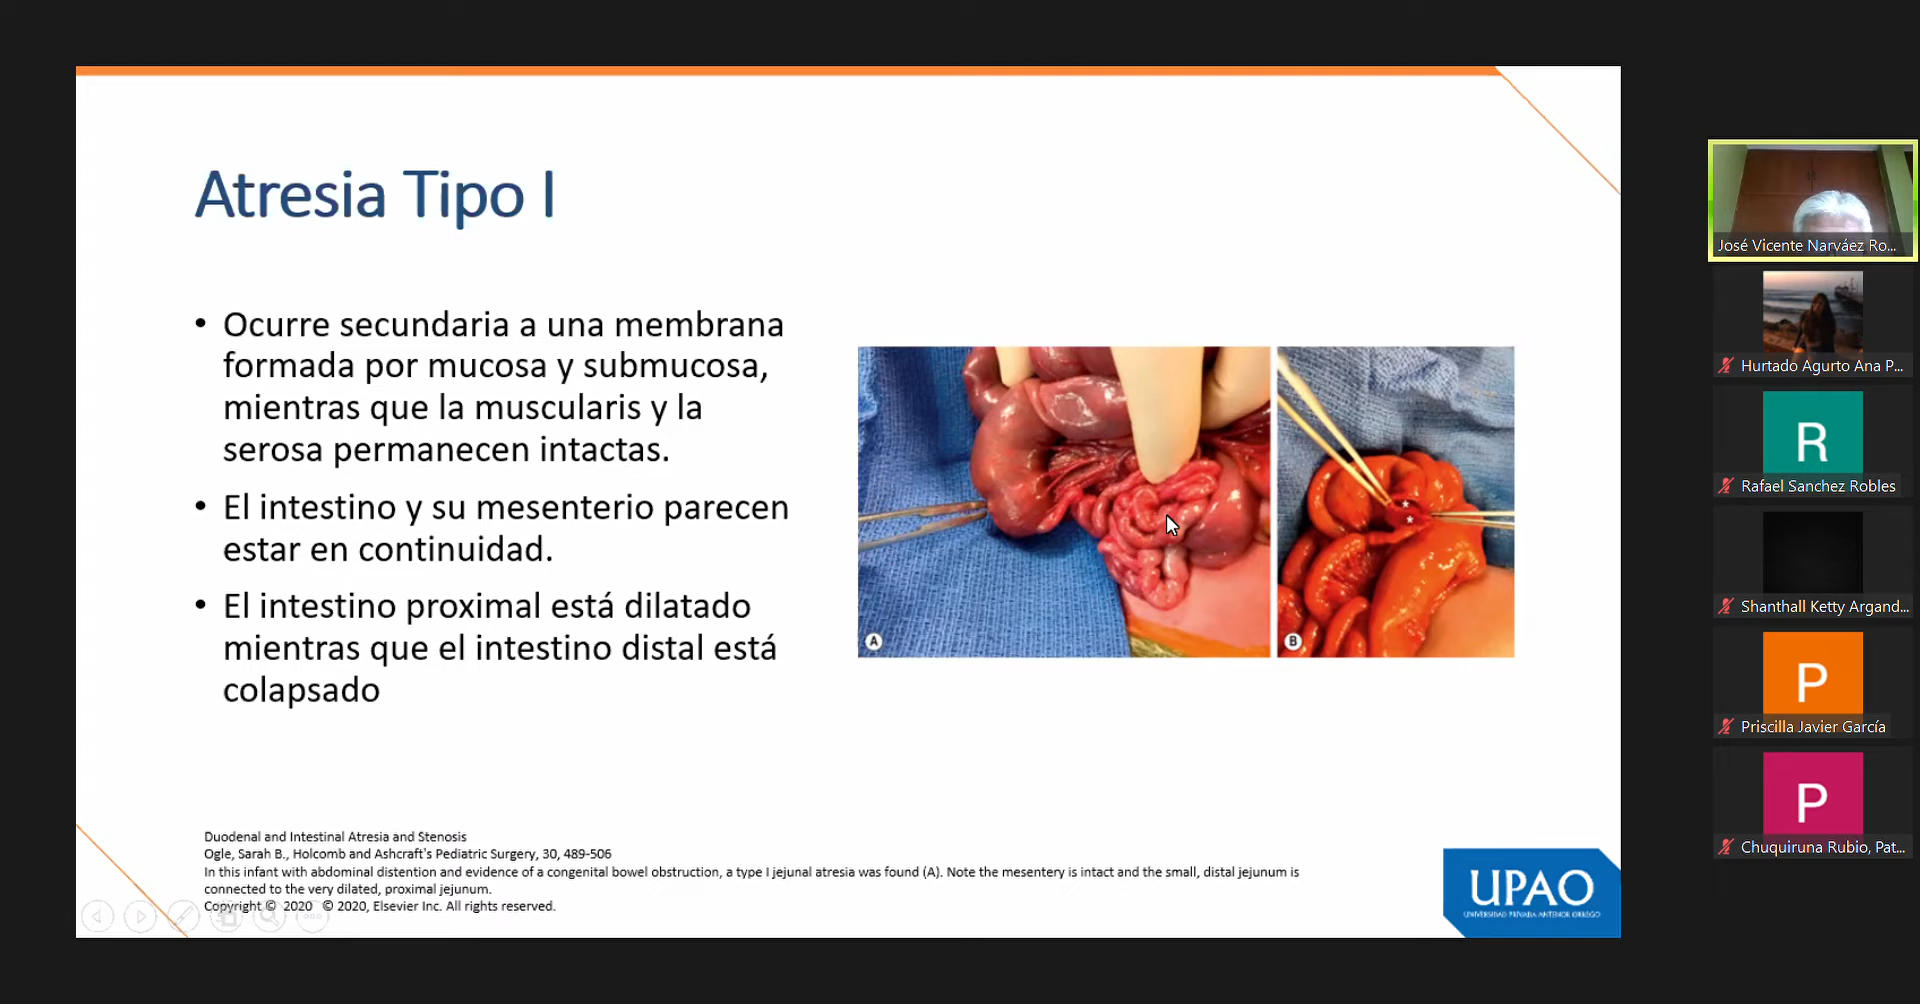 Atresia Tipo I
• Ocurre secundaria a una membrana
formada por mucosa y submucosa,
mientras que la muscularis y la
serosa permanecen intactas.
• El intestino y su mesenterio parecen
estar en continuidad.
• El intestino proximal está dilatado
mientras que el intestino distal está
colapsado
A
B
Duodenal and Intestinal Atresia and Stenosis
Ogle, Sarah B., Holcomb and Ashcraft's Pediatric Surgery, 30, 489-506
In this infant with abdominal distention and evidence of a congenital bowel obstruction, a type I jejunal atresia was found (A). Note the mesentery is intact and the small, distal jejunum is
connected to the very dilated, proximal jejunum.
Copyright © 2020 © 2020, Elsevier Inc. All rights reserved.
UPAO
UNIVERSIDAD PRIVADA ANTENOR ORREGO
José Vicente Narváez Ro...
Hurtado Agurto Ana P...
R
Rafael Sanchez Robles
Shanthall Ketty Argand...
P
Priscilla Javier García
P
Chuquiruna Rubio, Pat...